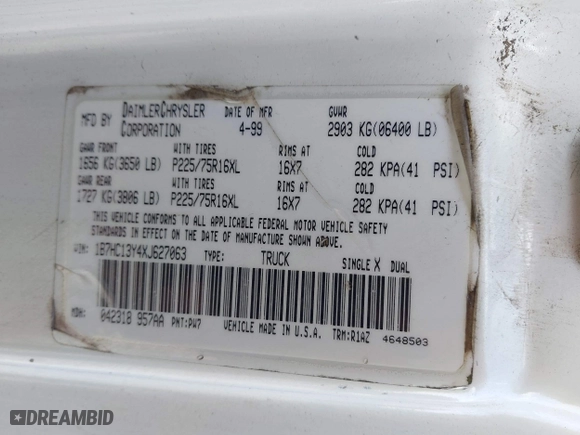 MFD BY DAIMLERCHRYSLER CORPORATION DATE OF MFR 4-99 GVWR 2903 KG(06400 LB)
GAWR FRONT WITH TIRES RIMS AT COLD
1656 KG(3650 LB) P225/75R16XL 16X7 282 KPA(41 PSI)
GAWR REAR WITH TIRES RIMS AT COLD
1727 KG(3806 LB) P225/75R16XL 16X7 282 KPA(41 PSI)
THIS VEHICLE CONFORMS TO ALL APPLICABLE FEDERAL MOTOR VEHICLE SAFETY
STANDARDS IN EFFECT ON THE DATE OF MANUFACTURE SHOWN ABOVE.
1B7HC13Y4XJ627063 TYPE: TRUCK SINGLE X DUAL
MDH: 042318 957AA PNT:PW7 VEHICLE MADE IN U.S.A. TRM:R1AZ 4648503
DREAMBID